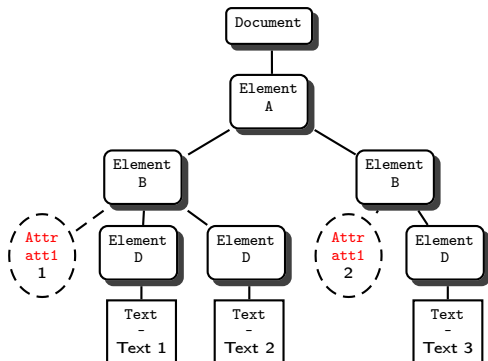 Document
Element
A
Element
B
Element
B
Attr
att1
1
Element
D
Element
D
Attr
att1
2
Element
D
Text
-
Text 1
Text
-
Text 2
Text
-
Text 3